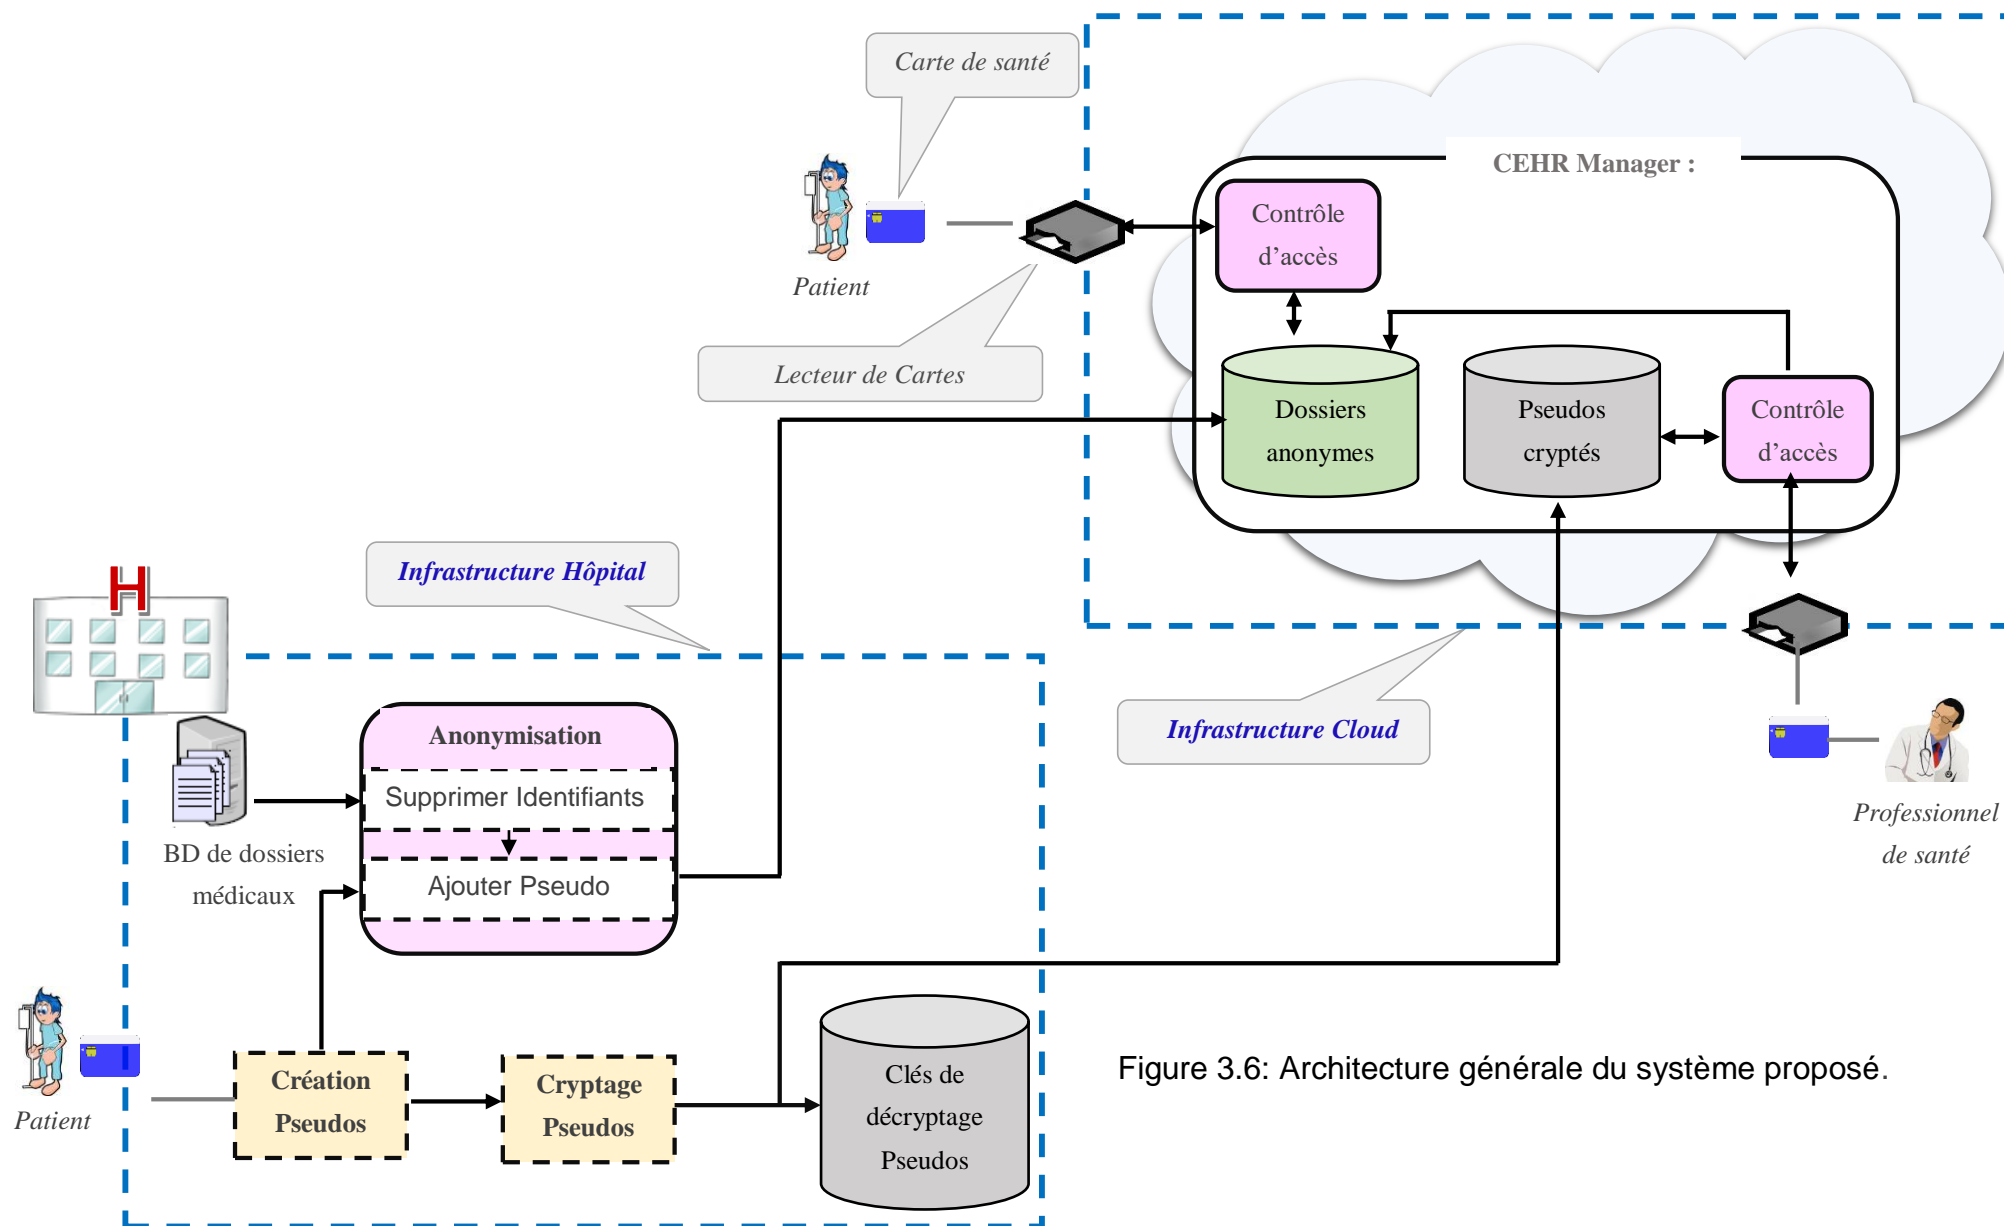 Carte de santé
CEHR Manager :
Contrôle
d’accès
Patient
Lecteur de Cartes
Dossiers
anonymes
Pseudos
cryptés
Contrôle
d’accès
Infrastructure Hôpital
H
Infrastructure Cloud
Anonymisation
Supprimer Identifiants
Ajouter Pseudo
BD de dossiers
médicaux
Professionnel
de santé
Patient
Création
Pseudos
Cryptage
Pseudos
Clés de
décryptage
Pseudos
Figure 3.6: Architecture générale du système proposé.